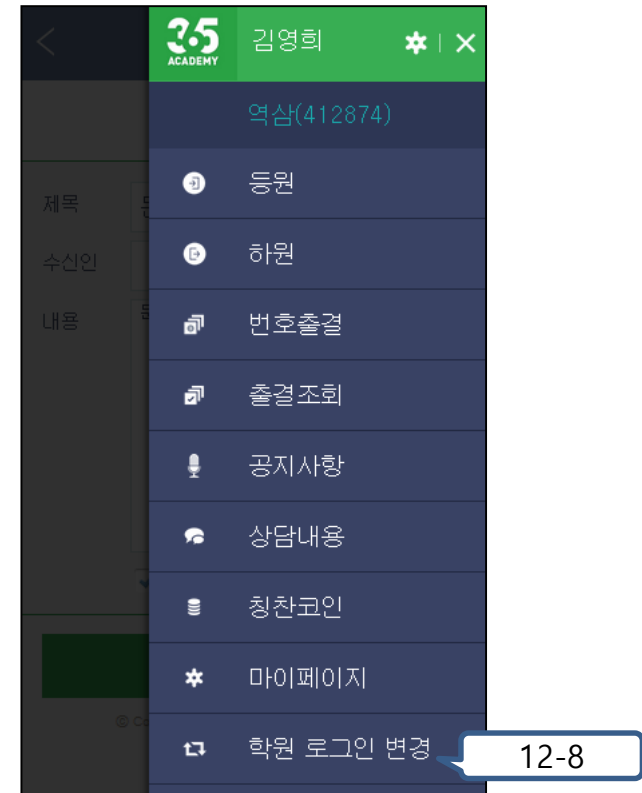 3.5
ACADEMY
김영희
역삼(412874)
등원
제목
하원
수신인
내용
번호출결
출결조회
공지사항
상담내용
칭찬코인
마이페이지
© Co
학원 로그인 변경
12-8